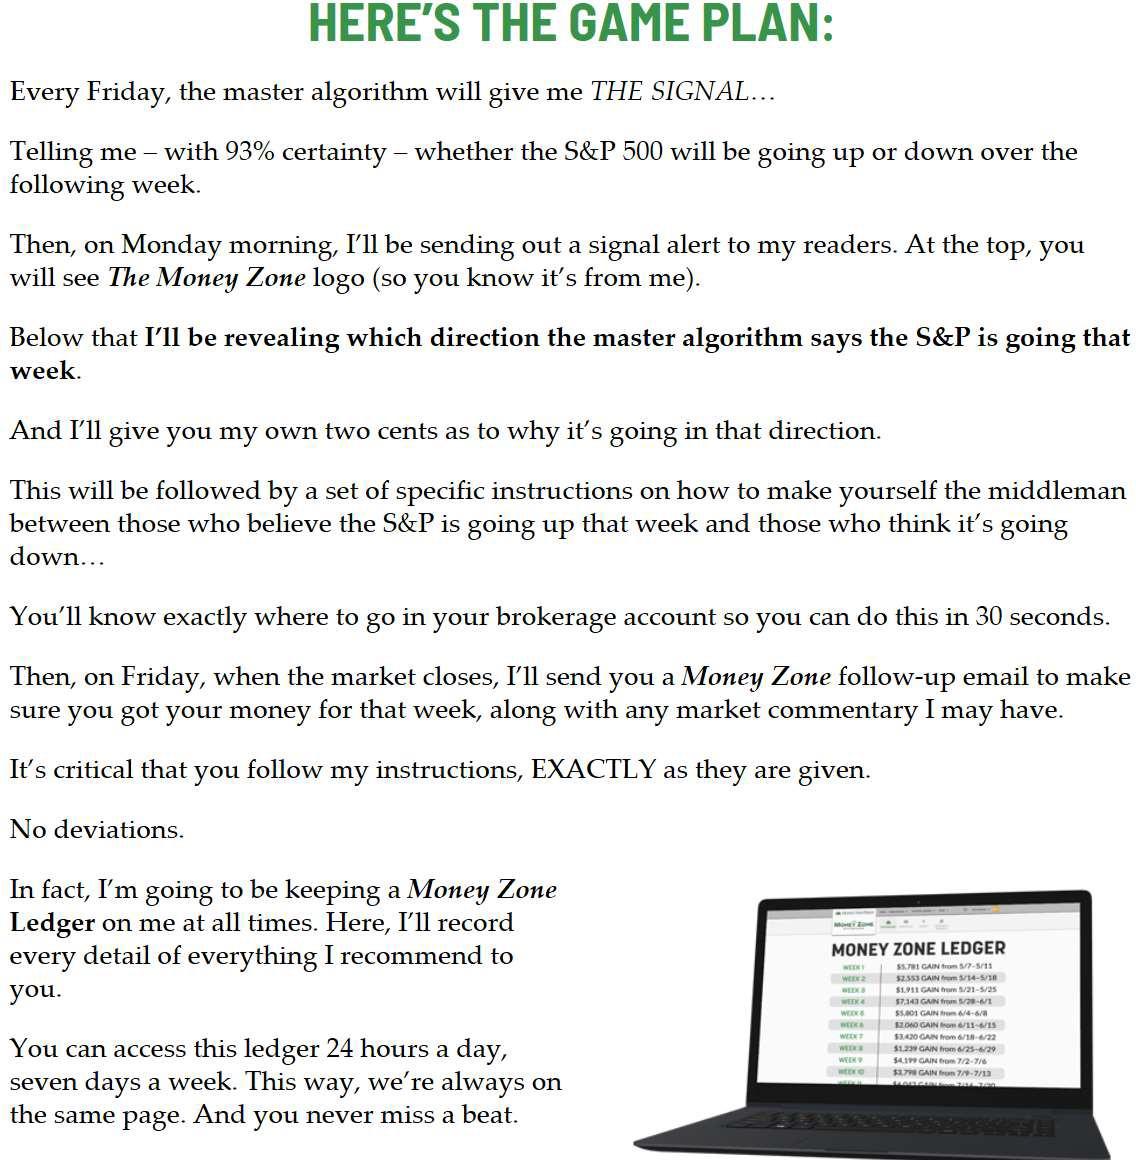 HERE’S THE GAME PLAN:
Every Friday, the master algorithm will give me THE SIGNAL…
Telling me – with 93% certainty – whether the S&P 500 will be going up or down over the
following week.
Then, on Monday morning, I’ll be sending out a signal alert to my readers. At the top, you
will see The Money Zone logo (so you know it’s from me).
Below that I’ll be revealing which direction the master algorithm says the S&P is going that
week.
And I’ll give you my own two cents as to why it’s going in that direction.
This will be followed by a set of specific instructions on how to make yourself the middleman
between those who believe the S&P is going up that week and those who think it’s going
down…
You’ll know exactly where to go in your brokerage account so you can do this in 30 seconds.
Then, on Friday, when the market closes, I’ll send you a Money Zone follow-up email to make
sure you got your money for that week, along with any market commentary I may have.
It’s critical that you follow my instructions, EXACTLY as they are given.
No deviations.
In fact, I’m going to be keeping a Money Zone
Ledger on me at all times. Here, I’ll record
every detail of everything I recommend to
you.
You can access this ledger 24 hours a day,
seven days a week. This way, we’re always on
the same page. And you never miss a beat.
MONEY ZONE
MONEY ZONE LEDGER
WEEK 1 $5,781 GAIN from 5/7-5/11
WEEK 2 $2,553 GAIN from 5/14-5/18
WEEK 3 $1,911 GAIN from 5/21-5/25
WEEK 4 $7,143 GAIN from 5/28-6/1
WEEK 5 $5,801 GAIN from 6/4-6/8
WEEK 6 $2,060 GAIN from 6/11-6/15
WEEK 7 $3,420 GAIN from 6/18-6/22
WEEK 8 $1,239 GAIN from 6/25-6/29
WEEK 9 $4,199 GAIN from 7/2-7/6
WEEK 10 $3,798 GAIN from 7/9-7/13